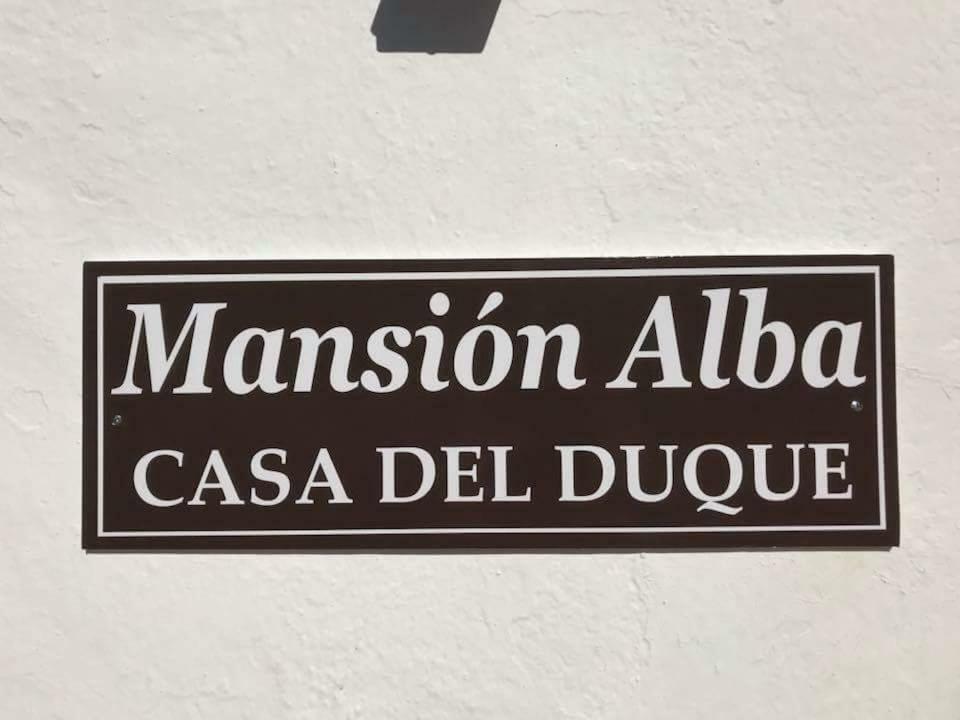 Mansión Alba
CASA DEL DUQUE